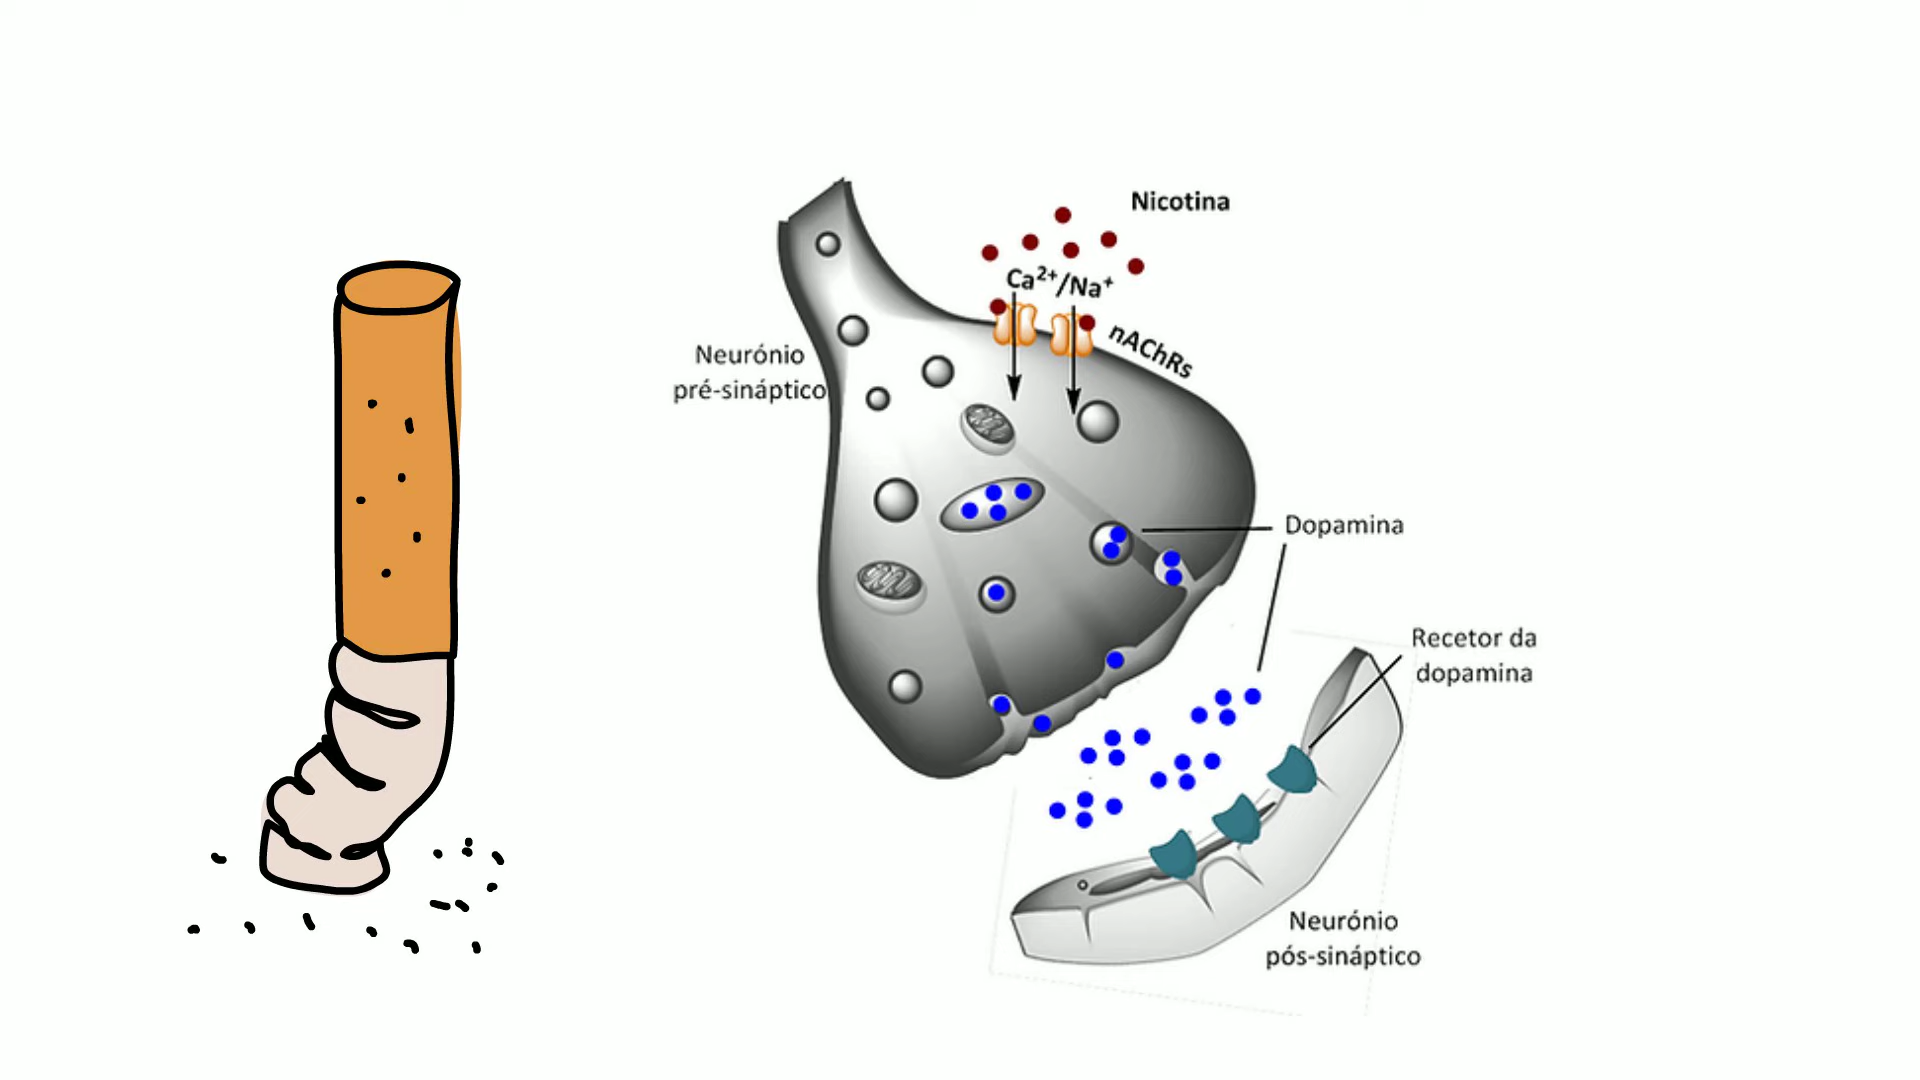 Nicotina
Ca²⁺/Na⁺
nAChRs
Neurónio
pré-sináptico
Dopamina
Recetor da
dopamina
Neurónio
pós-sináptico